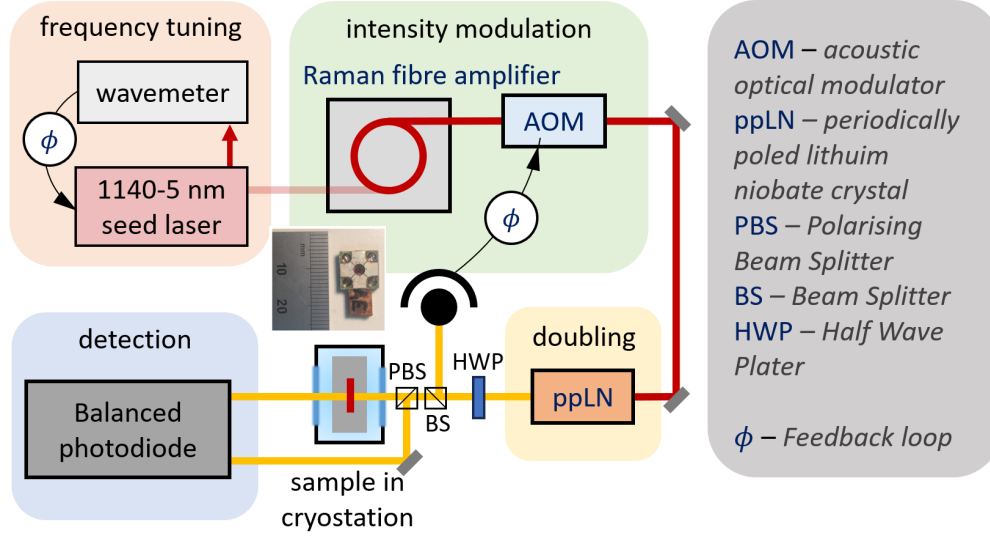 frequency tuning
wavemeter
ϕ
1140-5 nm
seed laser
intensity modulation
Raman fibre amplifier
AOM
ϕ
mm
10
20
detection
Balanced
photodiode
PBS
BS
HWP
sample in
cryostation
doubling
ppLN
AOM – acoustic
optical modulator
ppLN – periodically
poled lithuim
niobate crystal
PBS – Polarising
Beam Splitter
BS – Beam Splitter
HWP – Half Wave
Plater
ϕ – Feedback loop